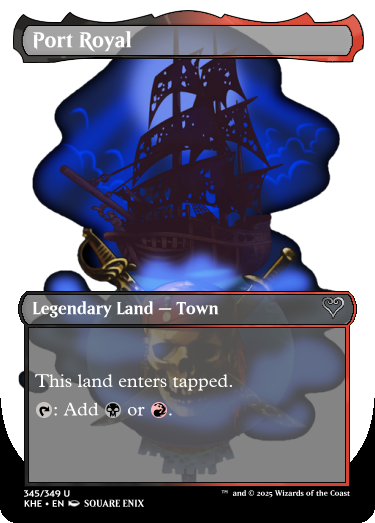 Port Royal
Legendary Land — Town
This land enters tapped.
: Add or .
345/349 U
KHE • EN SQUARE ENIX
™ and © 2025 Wizards of the Coast